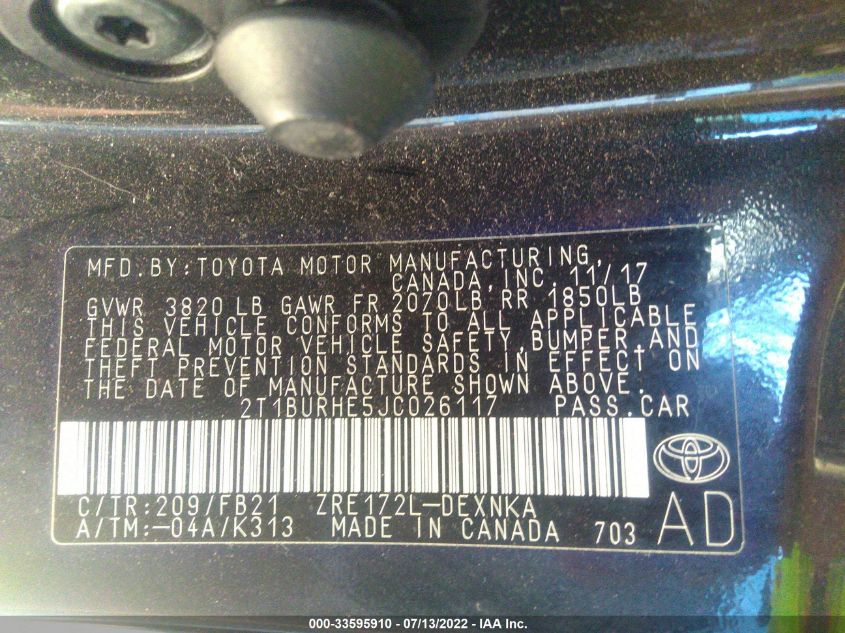 MFD.BY:TOYOTA MOTOR MANUFACTURING,
CANADA,INC. 11/17
GVWR 3820 LB GAWR FR 2070LB RR 1850LB
THIS VEHICLE CONFORMS TO ALL APPLICABLE
FEDERAL MOTOR VEHICLE SAFETY,BUMPER,AND
THEFT PREVENTION STANDARDS IN EFFECT ON
THE DATE OF MANUFACTURE SHOWN ABOVE.
2T1BURHE5JC026117 PASS.CAR
C/TR:209/FB21 ZRE172L-DEXNKA
A/TM:-04A/K313 MADE IN CANADA 703 AD
000-33595910 - 07/13/2022 - IAA Inc.